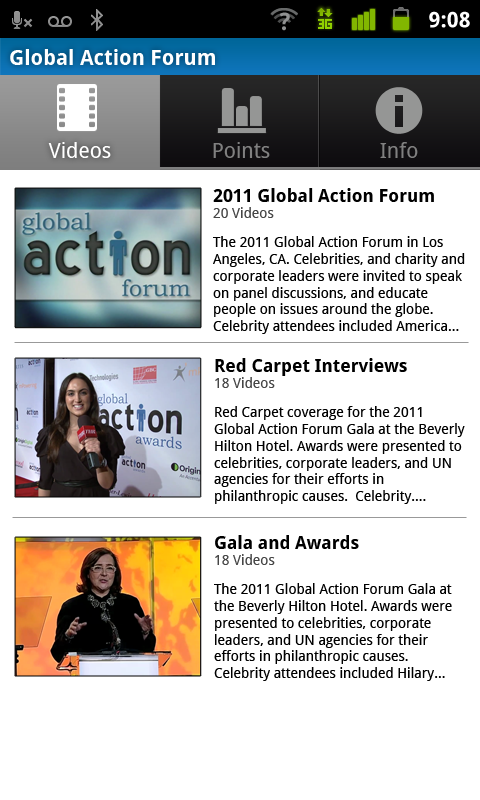 3G 9:08
Global Action Forum
Videos Points Info
global
action
forum
2011 Global Action Forum
20 Videos
The 2011 Global Action Forum in Los
Angeles, CA. Celebrities, and charity and
corporate leaders were invited to speak
on panel discussions, and educate
people on issues around the globe.
Celebrity attendees included America...
Technologies
global
action
awards
action
Origin
Red Carpet Interviews
18 Videos
Red Carpet coverage for the 2011
Global Action Forum Gala at the Beverly
Hilton Hotel. Awards were presented to
celebrities, corporate leaders, and UN
agencies for their efforts in
philanthropic causes.  Celebrity....
Gala and Awards
18 Videos
The 2011 Global Action Forum Gala at
the Beverly Hilton Hotel. Awards were
presented to celebrities, corporate
leaders, and UN agencies for their
efforts in philanthropic causes.
Celebrity attendees included Hilary...